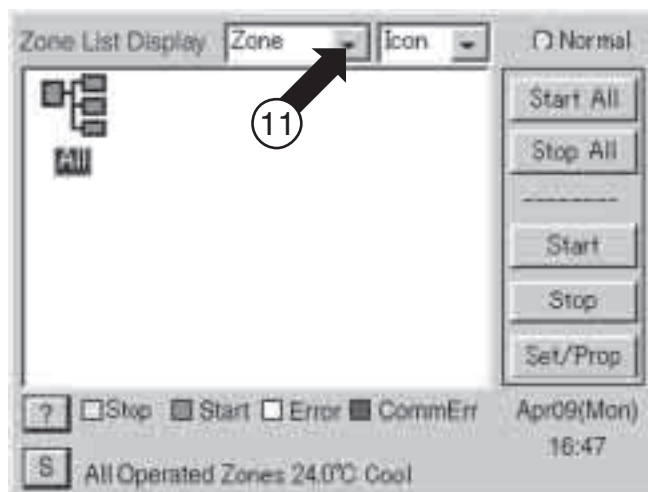 Zone List Display Zone Icon Normal
11
All
Start All
Stop All
---------
Start
Stop
Set/Prop
? Stop Start Error CommErr Apr09(Mon)
16:47
S All Operated Zones 24.0°C Cool